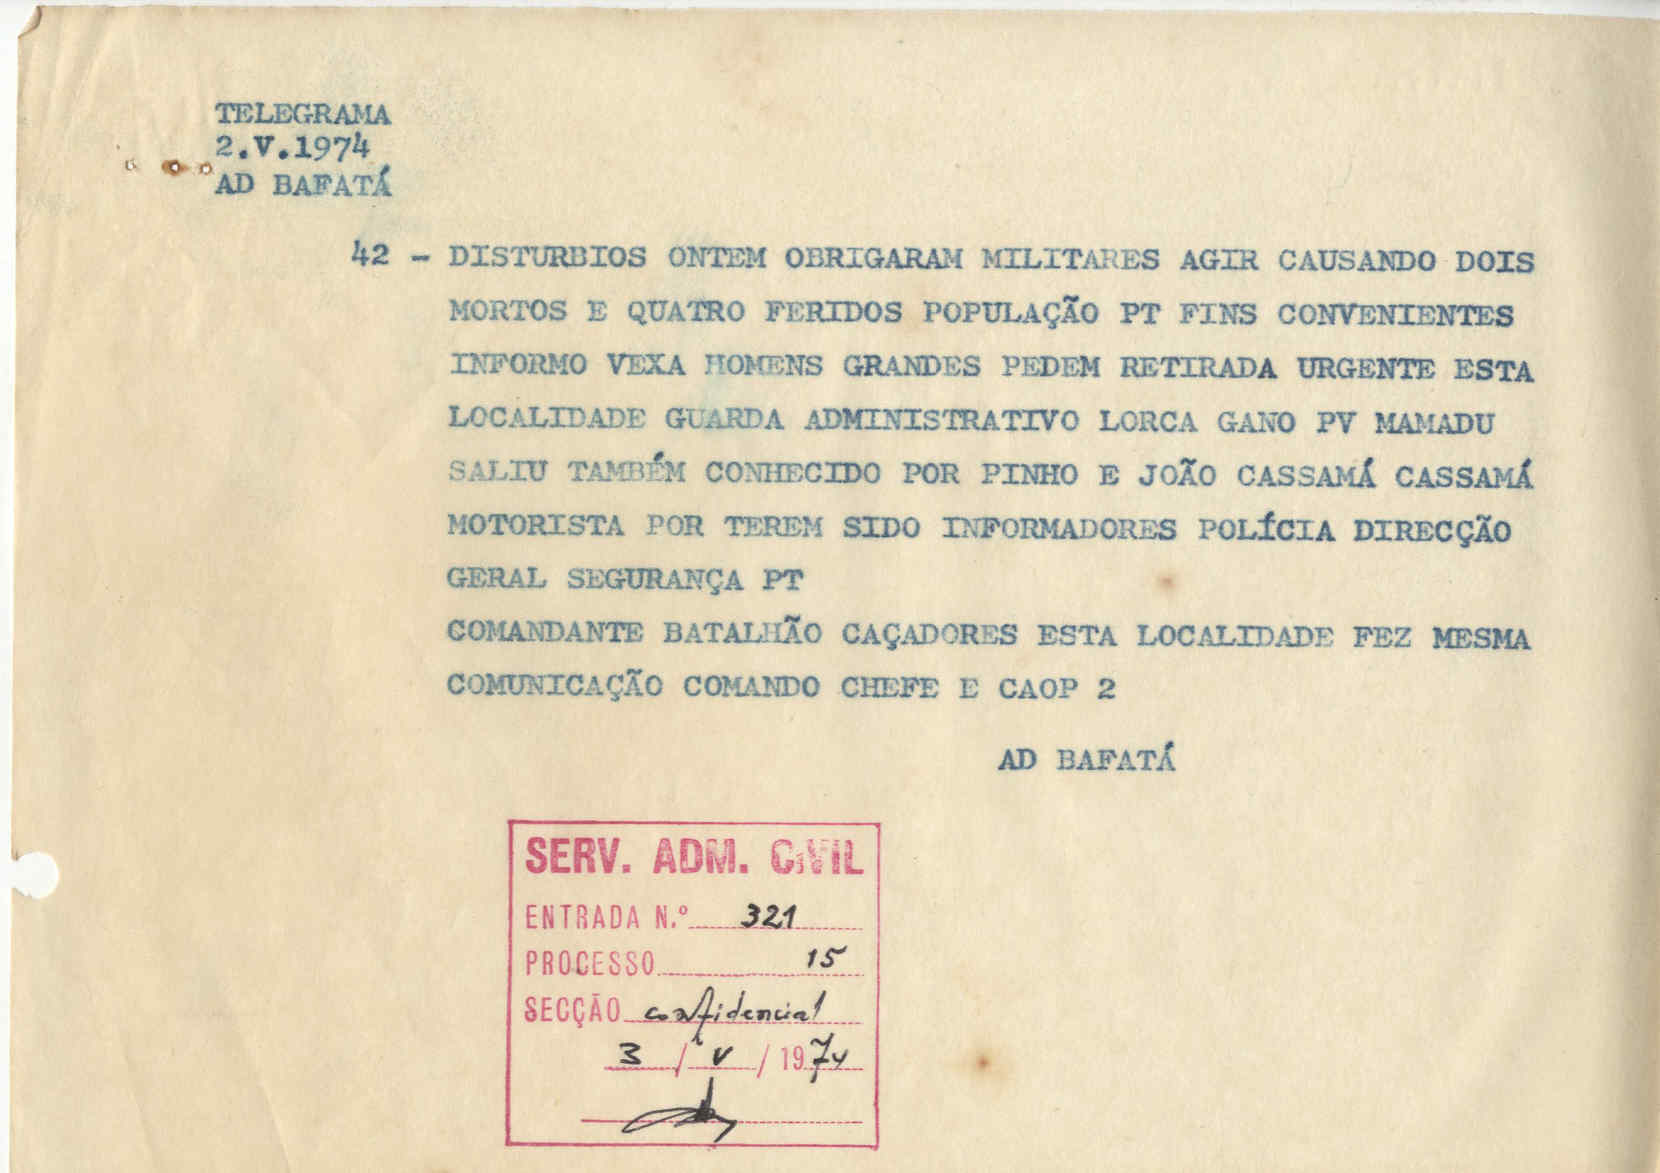 TELEGRAMA
2.V.1974
AD BAFATÁ
42 - DISTURBIOS ONTEM OBRIGARAM MILITARES AGIR CAUSANDO DOIS
MORTOS E QUATRO FERIDOS POPULAÇÃO PT FINS CONVENIENTES
INFORMO VEXA HOMENS GRANDES PEDEM RETIRADA URGENTE ESTA
LOCALIDADE GUARDA ADMINISTRATIVO LORCA GANO PV MAMADU
SALIU TAMBÉM CONHECIDO POR PINHO E JOÃO CASSAMÁ CASSAMÁ
MOTORISTA POR TEREM SIDO INFORMADORES POLÍCIA DIRECÇÃO
GERAL SEGURANÇA PT
COMANDANTE BATALHÃO CAÇADORES ESTA LOCALIDADE FEZ MESMA
COMUNICAÇÃO COMANDO CHEFE E CAOP 2
AD BAFATÁ
SERV. ADM. CIVIL
ENTRADA N.º 321
PROCESSO 15
SECÇÃO confidencial
3 / V / 1974